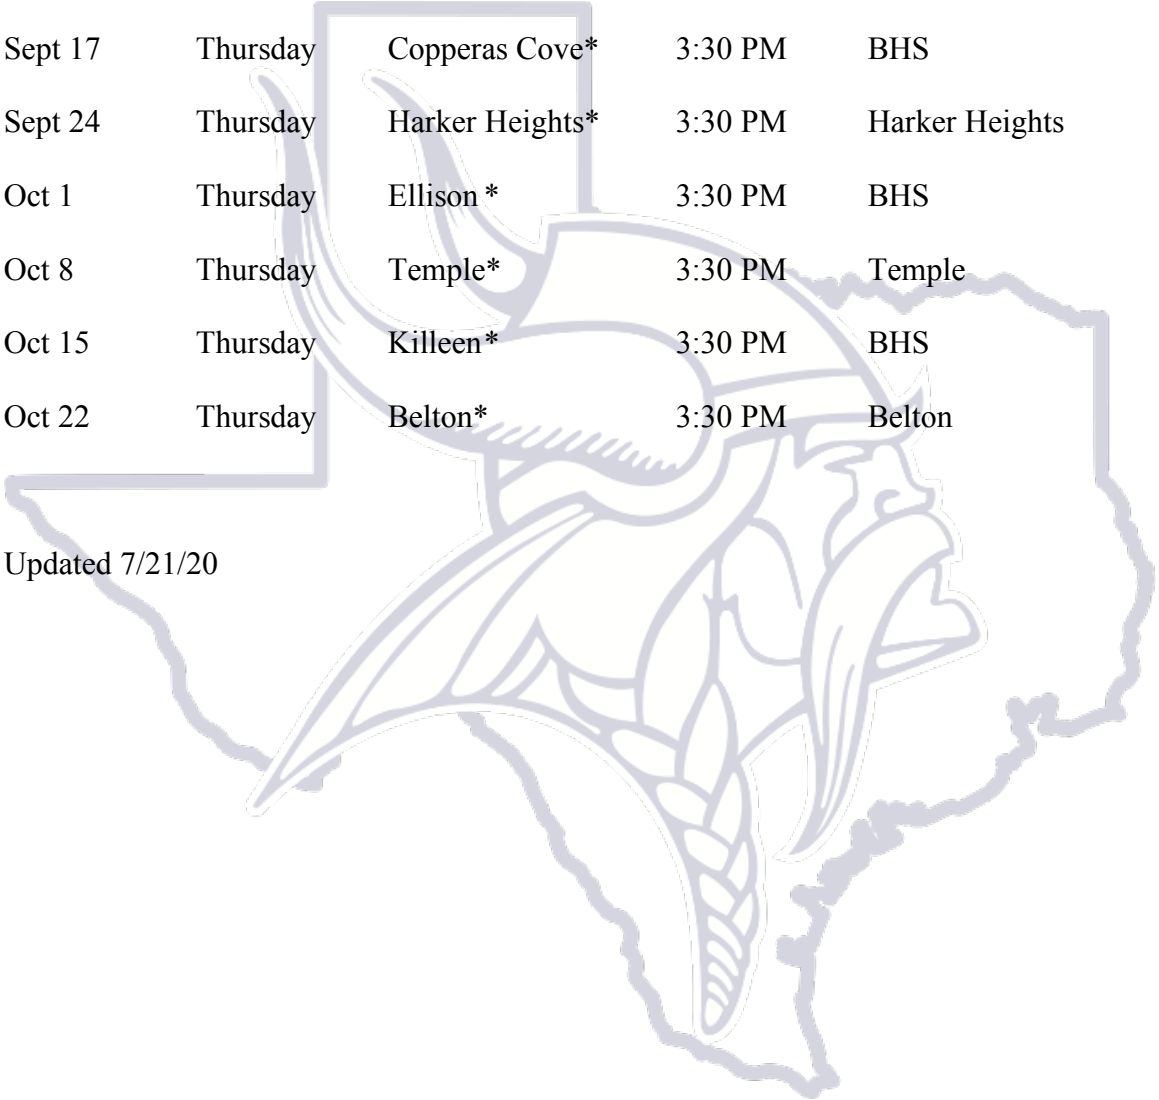 Sept 17 Thursday Copperas Cove* 3:30 PM BHS
Sept 24 Thursday Harker Heights* 3:30 PM Harker Heights
Oct 1 Thursday Ellison * 3:30 PM BHS
Oct 8 Thursday Temple* 3:30 PM Temple
Oct 15 Thursday Killeen* 3:30 PM BHS
Oct 22 Thursday Belton* 3:30 PM Belton
Updated 7/21/20